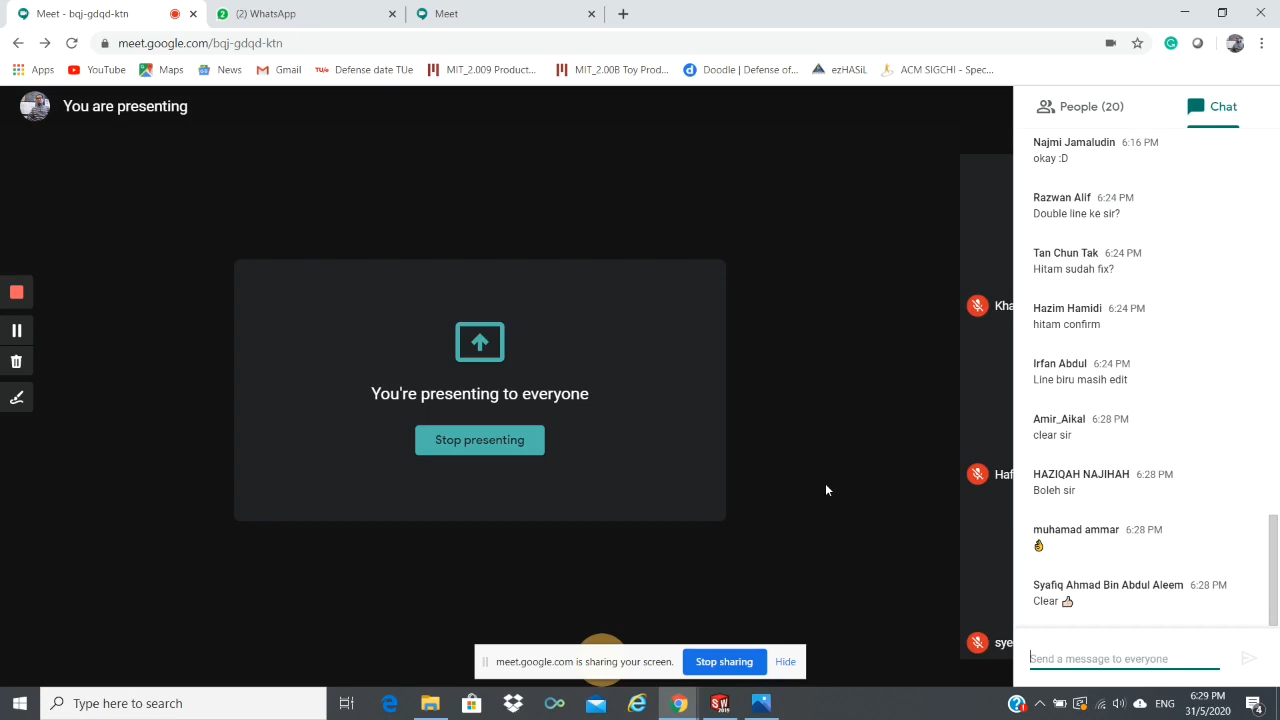 Meet - bqj-gdqd-ktn
(2) WhatsApp
Meet
meet.google.com/bqj-gdqd-ktn
Apps
YouTube
Maps
News
Gmail
Defense date TUe
MIT_2.009 Product...
MIT_2.00B Toy Prod...
Doodle | Defense of...
ezHASiL
ACM SIGCHI - Spec...
You are presenting
People (20)
Chat
Najmi Jamaludin 6:16 PM
okay :D
Razwan Alif 6:24 PM
Double line ke sir?
Tan Chun Tak 6:24 PM
Hitam sudah fix?
Hazim Hamidi 6:24 PM
hitam confirm
Irfan Abdul 6:24 PM
Line biru masih edit
Amir_Aikal 6:28 PM
clear sir
HAZIQAH NAJIHAH 6:28 PM
Boleh sir
muhamad ammar 6:28 PM
👌
Syafiq Ahmad Bin Abdul Aleem 6:28 PM
Clear 👍🏻
Send a message to everyone
Kha
Haf
sye
You're presenting to everyone
Stop presenting
meet.google.com is sharing your screen.
Stop sharing
Hide
Type here to search
ENG
6:29 PM
31/5/2020
4